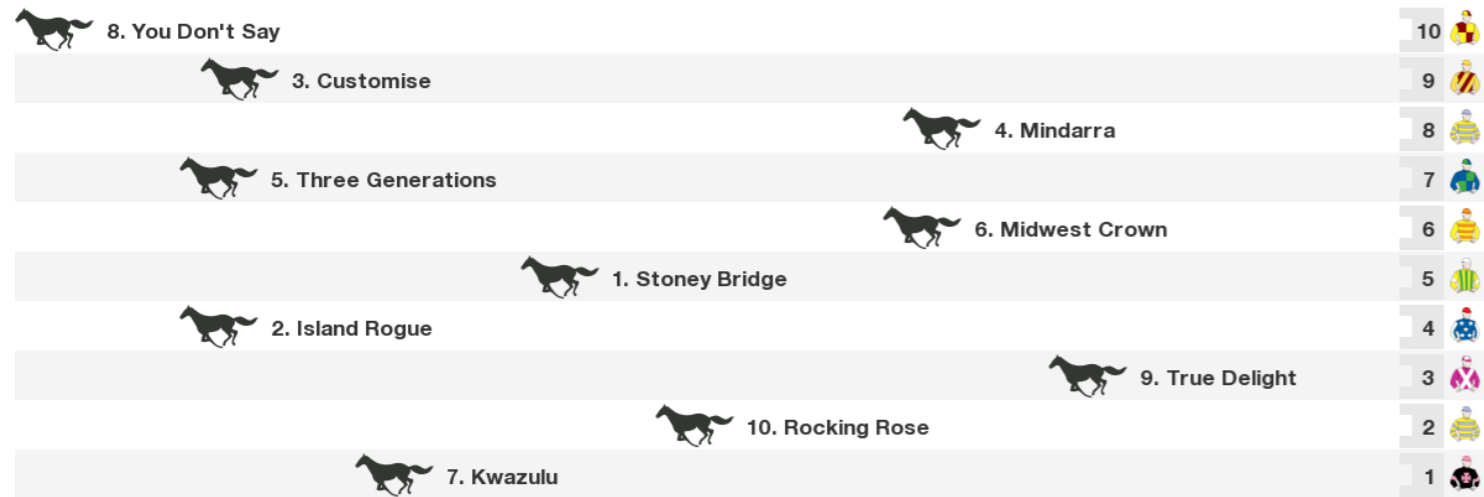 8. You Don't Say 10
3. Customise 9
4. Mindarra 8
5. Three Generations 7
6. Midwest Crown 6
1. Stoney Bridge 5
2. Island Rogue 4
9. True Delight 3
10. Rocking Rose 2
7. Kwazulu 1